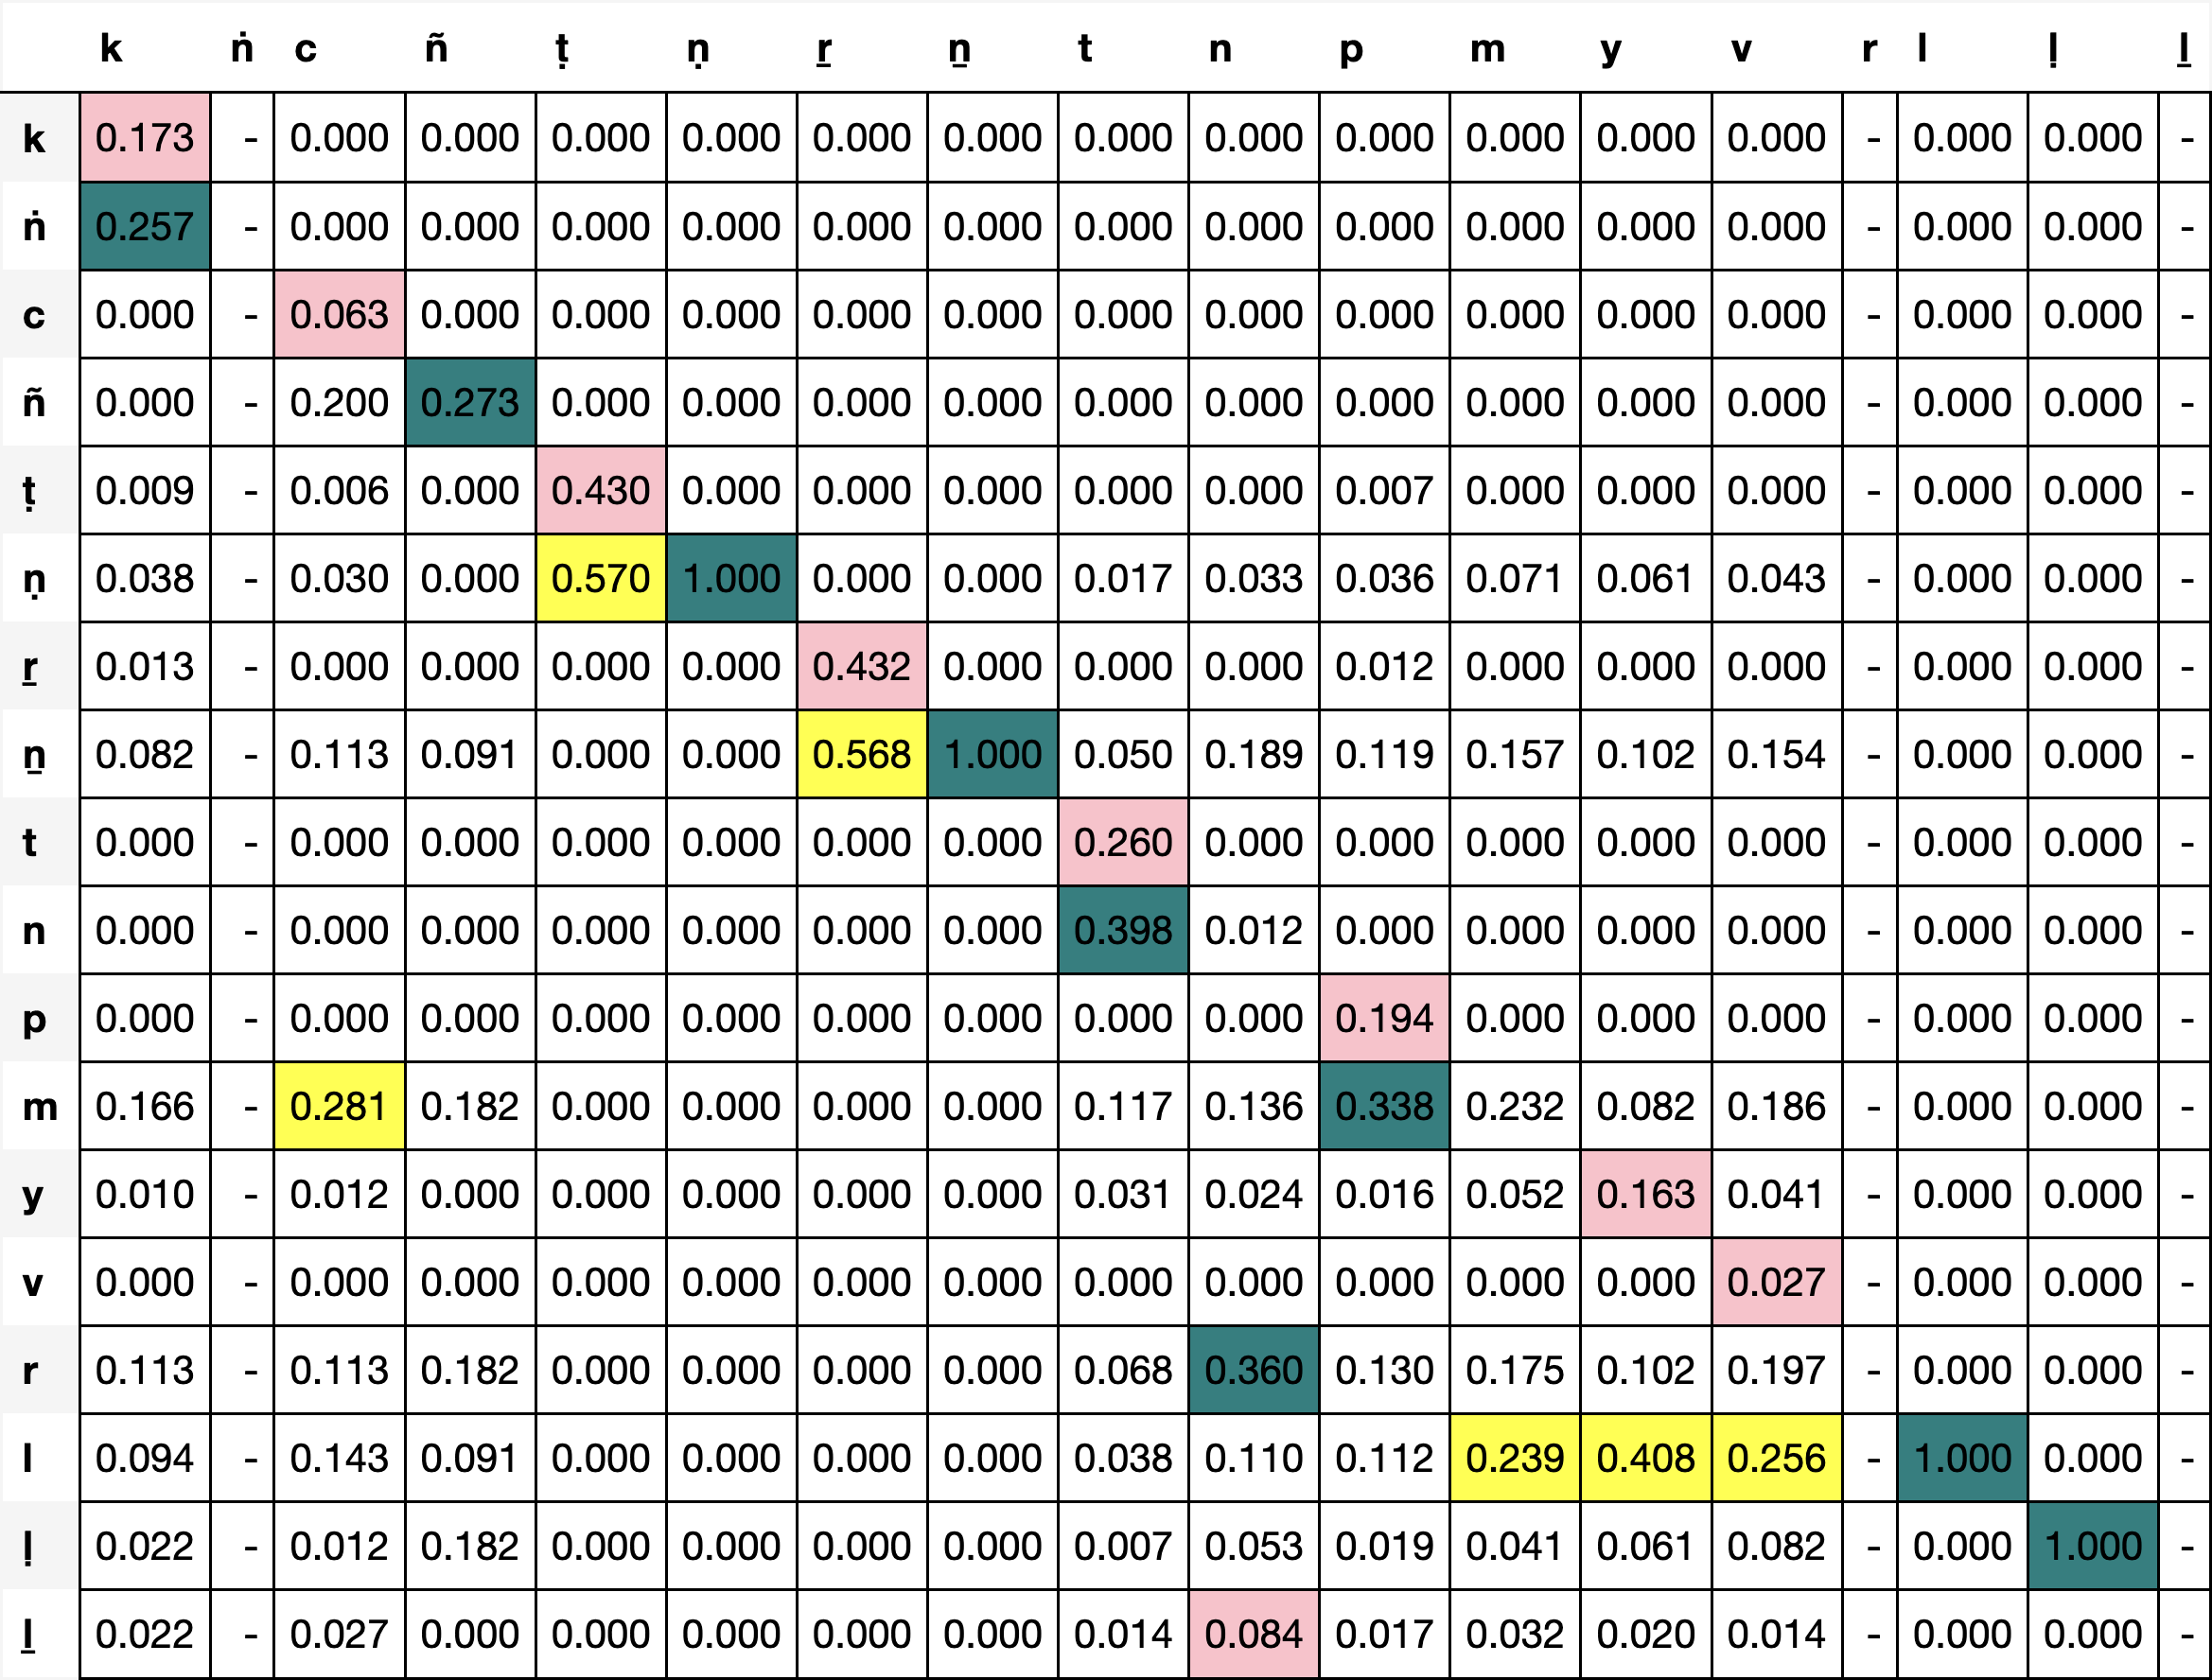 k ṅ c ñ ṭ ṇ ṟ ṉ t n p m y v r l ḷ ḻ
k 0.173 - 0.000 0.000 0.000 0.000 0.000 0.000 0.000 0.000 0.000 0.000 0.000 0.000 - 0.000 0.000 -
ṅ 0.257 - 0.000 0.000 0.000 0.000 0.000 0.000 0.000 0.000 0.000 0.000 0.000 0.000 - 0.000 0.000 -
c 0.000 - 0.063 0.000 0.000 0.000 0.000 0.000 0.000 0.000 0.000 0.000 0.000 0.000 - 0.000 0.000 -
ñ 0.000 - 0.200 0.273 0.000 0.000 0.000 0.000 0.000 0.000 0.000 0.000 0.000 0.000 - 0.000 0.000 -
ṭ 0.009 - 0.006 0.000 0.430 0.000 0.000 0.000 0.000 0.000 0.007 0.000 0.000 0.000 - 0.000 0.000 -
ṇ 0.038 - 0.030 0.000 0.570 1.000 0.000 0.000 0.017 0.033 0.036 0.071 0.061 0.043 - 0.000 0.000 -
ṟ 0.013 - 0.000 0.000 0.000 0.000 0.432 0.000 0.000 0.000 0.012 0.000 0.000 0.000 - 0.000 0.000 -
ṉ 0.082 - 0.113 0.091 0.000 0.000 0.568 1.000 0.050 0.189 0.119 0.157 0.102 0.154 - 0.000 0.000 -
t 0.000 - 0.000 0.000 0.000 0.000 0.000 0.000 0.260 0.000 0.000 0.000 0.000 0.000 - 0.000 0.000 -
n 0.000 - 0.000 0.000 0.000 0.000 0.000 0.000 0.398 0.012 0.000 0.000 0.000 0.000 - 0.000 0.000 -
p 0.000 - 0.000 0.000 0.000 0.000 0.000 0.000 0.000 0.000 0.194 0.000 0.000 0.000 - 0.000 0.000 -
m 0.166 - 0.281 0.182 0.000 0.000 0.000 0.000 0.117 0.136 0.338 0.232 0.082 0.186 - 0.000 0.000 -
y 0.010 - 0.012 0.000 0.000 0.000 0.000 0.000 0.031 0.024 0.016 0.052 0.163 0.041 - 0.000 0.000 -
v 0.000 - 0.000 0.000 0.000 0.000 0.000 0.000 0.000 0.000 0.000 0.000 0.000 0.027 - 0.000 0.000 -
r 0.113 - 0.113 0.182 0.000 0.000 0.000 0.000 0.068 0.360 0.130 0.175 0.102 0.197 - 0.000 0.000 -
l 0.094 - 0.143 0.091 0.000 0.000 0.000 0.000 0.038 0.110 0.112 0.239 0.408 0.256 - 1.000 0.000 -
ḷ 0.022 - 0.012 0.182 0.000 0.000 0.000 0.000 0.007 0.053 0.019 0.041 0.061 0.082 - 0.000 1.000 -
ḻ 0.022 - 0.027 0.000 0.000 0.000 0.000 0.000 0.014 0.084 0.017 0.032 0.020 0.014 - 0.000 0.000 -